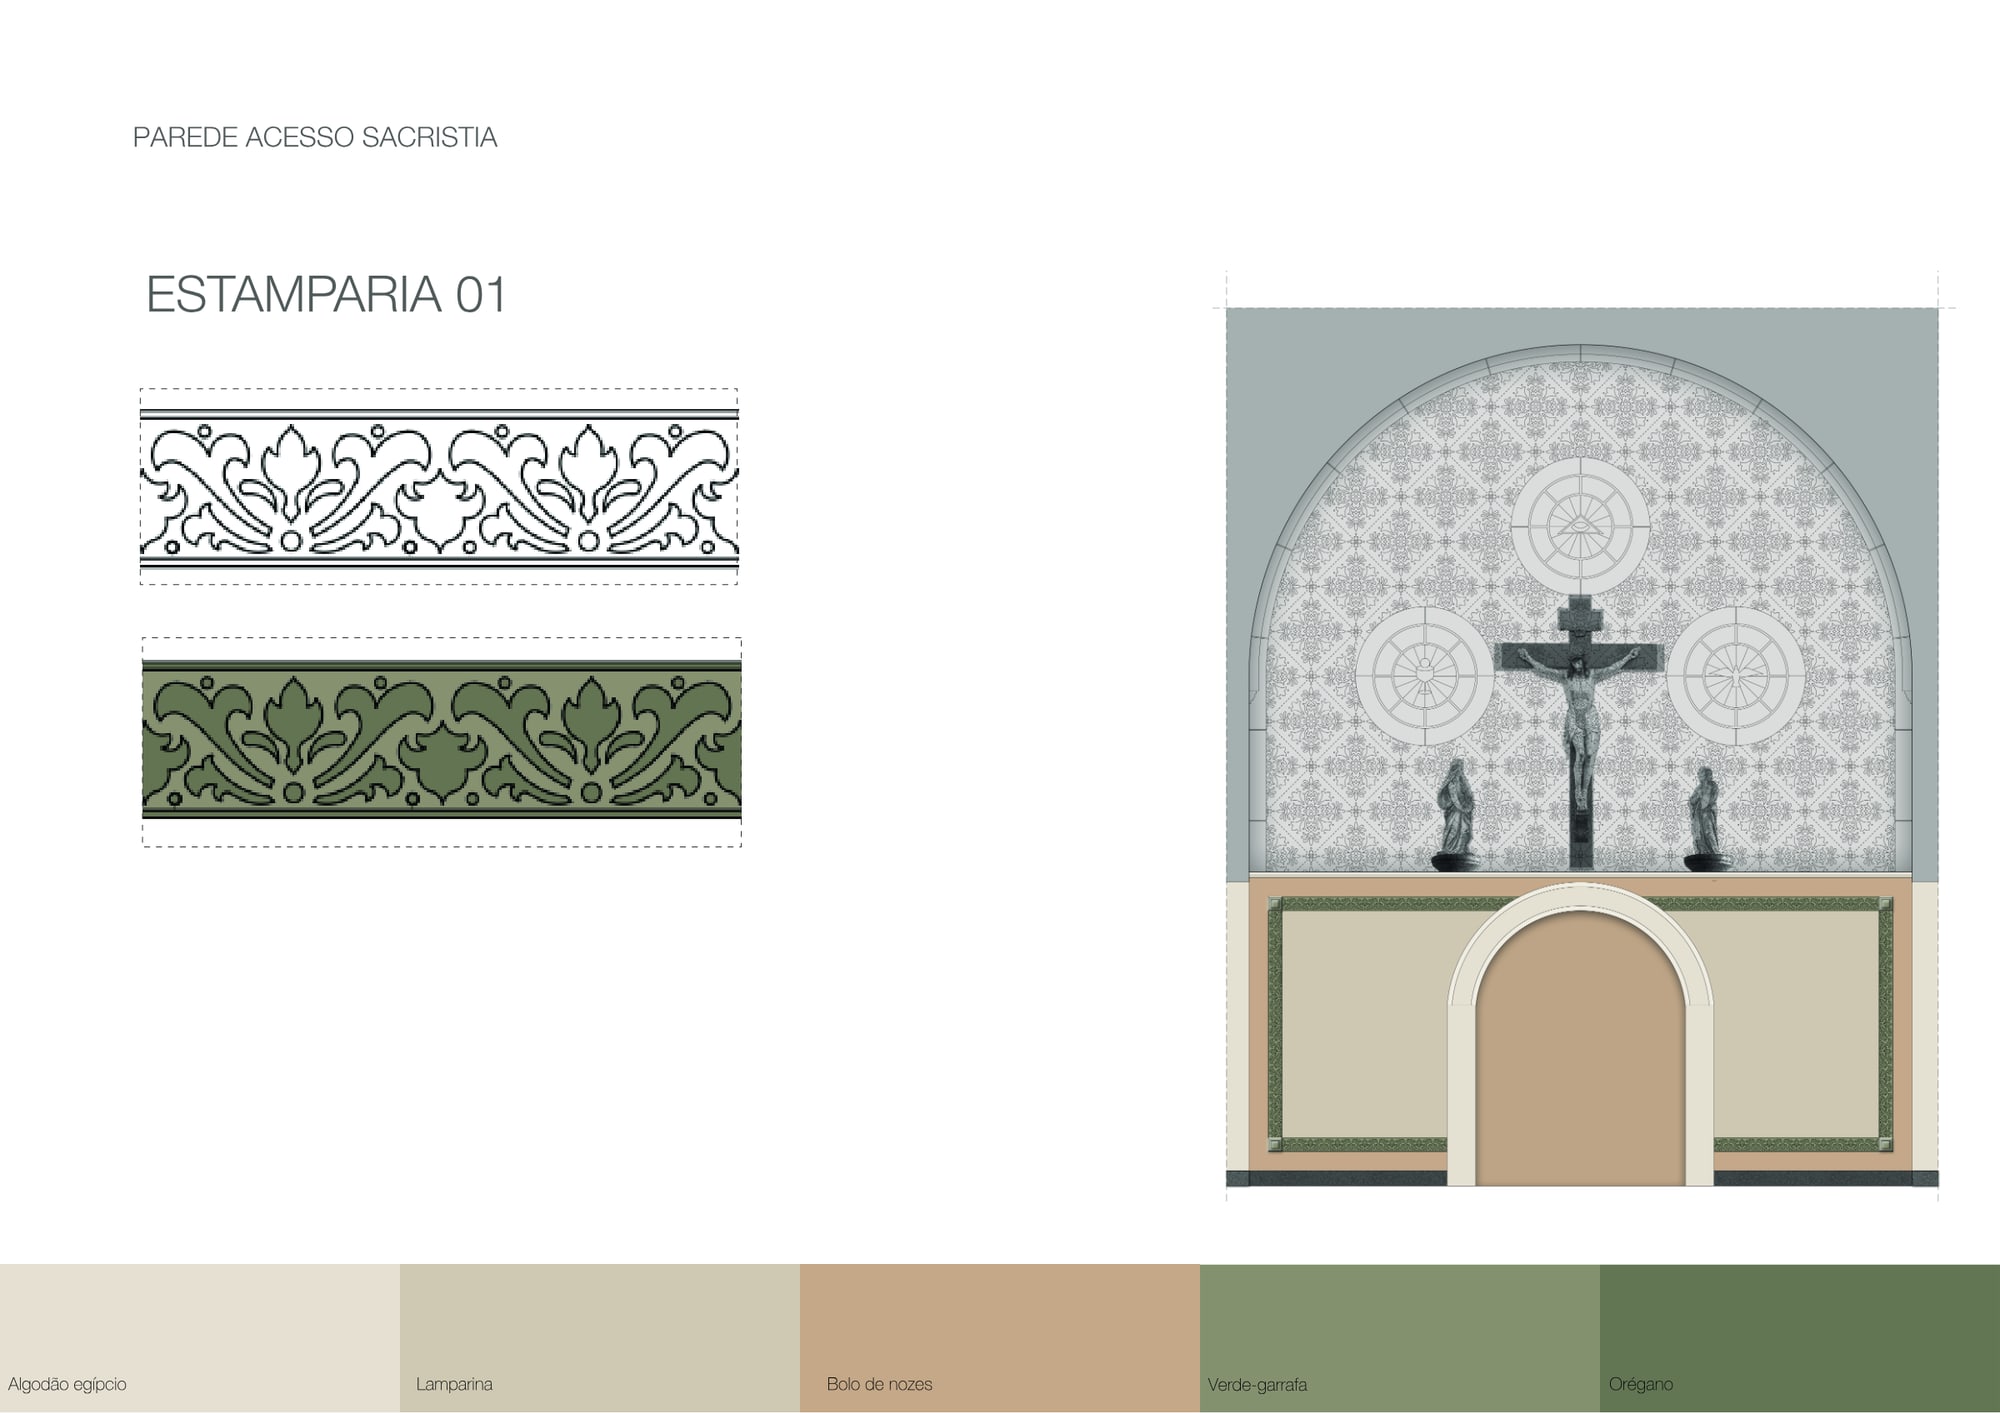 PAREDE ACESSO SACRISTIA
ESTAMPARIA 01
Algodão egípcio
Lamparina
Bolo de nozes
Verde-garrafa
Orégano